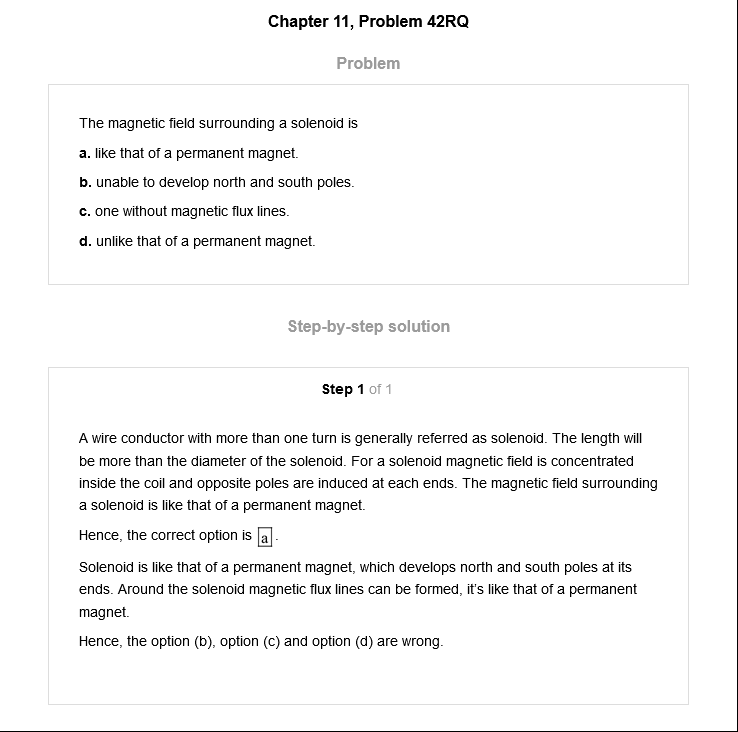 Chapter 11, Problem 42RQ
Problem
The magnetic field surrounding a solenoid is
a. like that of a permanent magnet.
b. unable to develop north and south poles.
c. one without magnetic flux lines.
d. unlike that of a permanent magnet.
Step-by-step solution
Step 1 of 1
A wire conductor with more than one turn is generally referred as solenoid. The length will
be more than the diameter of the solenoid. For a solenoid magnetic field is concentrated
inside the coil and opposite poles are induced at each ends. The magnetic field surrounding
a solenoid is like that of a permanent magnet.
Hence, the correct option is a.
Solenoid is like that of a permanent magnet, which develops north and south poles at its
ends. Around the solenoid magnetic flux lines can be formed, it's like that of a permanent
magnet.
Hence, the option (b), option (c) and option (d) are wrong.